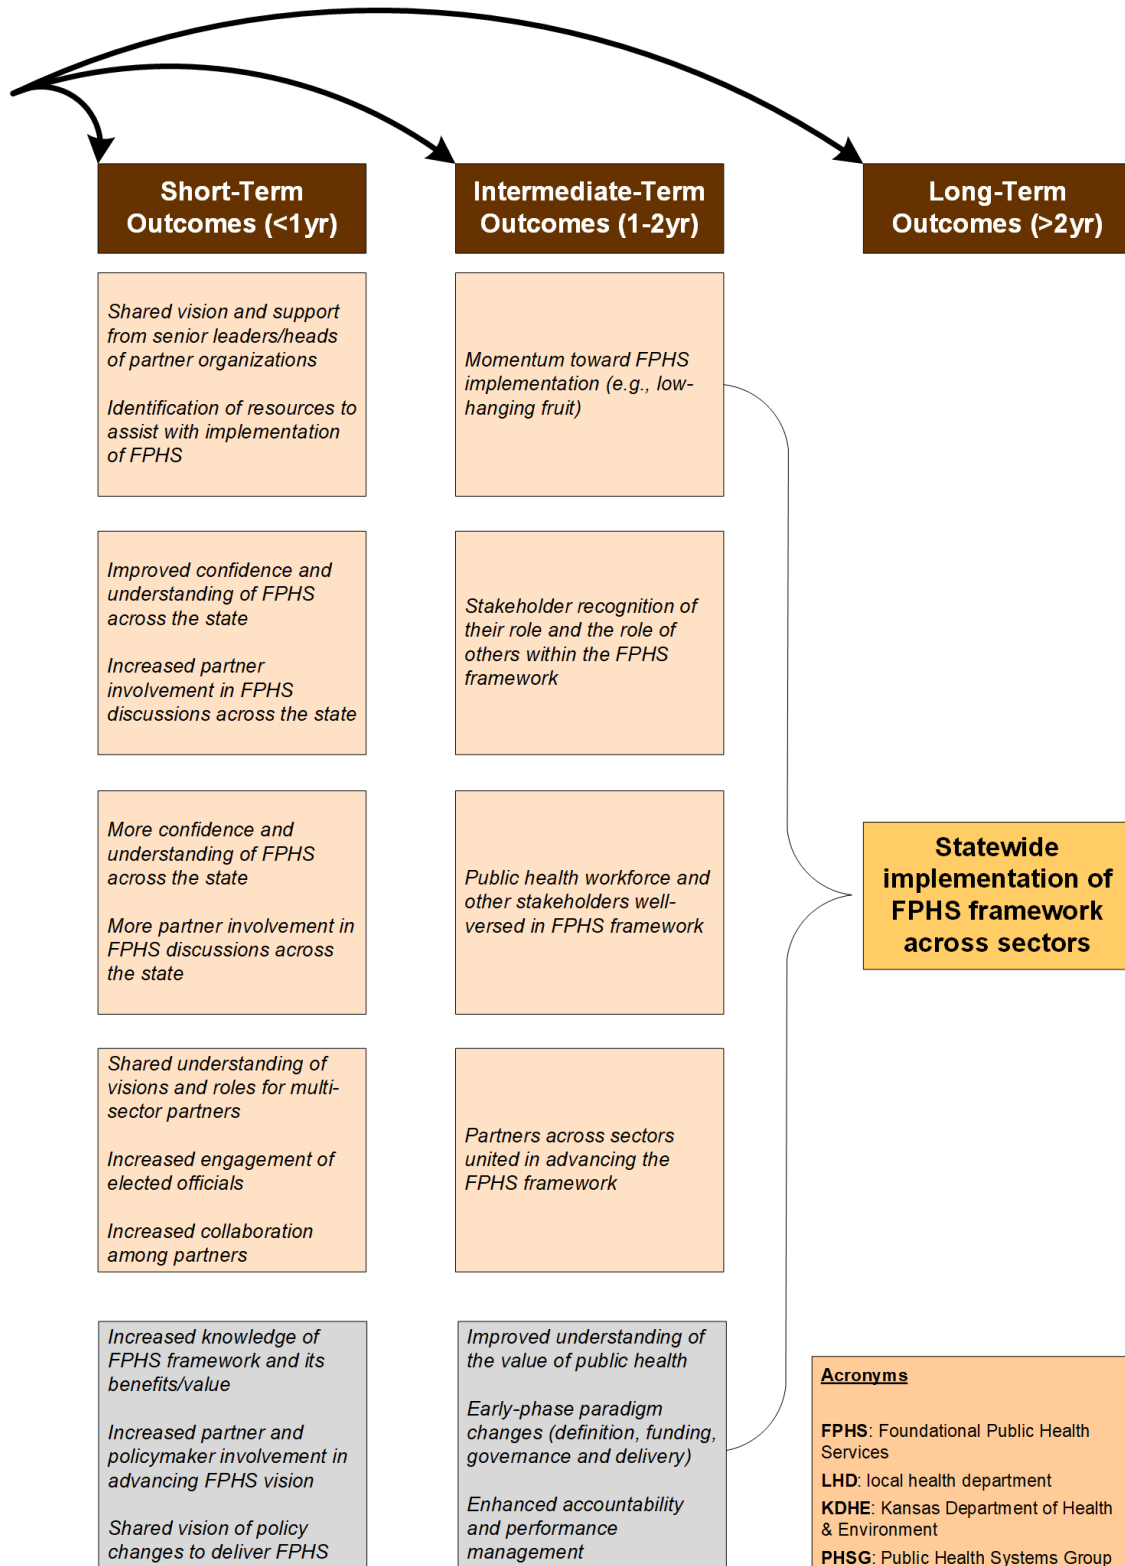 Short-Term
Outcomes (<1yr)
Intermediate-Term
Outcomes (1-2yr)
Long-Term
Outcomes (>2yr)
Shared vision and support
from senior leaders/heads
of partner organizations
Identification of resources to
assist with implementation
of FPHS
Momentum toward FPHS
implementation (e.g., low-
hanging fruit)
Improved confidence and
understanding of FPHS
across the state
Increased partner
involvement in FPHS
discussions across the state
Stakeholder recognition of
their role and the role of
others within the FPHS
framework
More confidence and
understanding of FPHS
across the state
More partner involvement in
FPHS discussions across
the state
Public health workforce and
other stakeholders well-
versed in FPHS framework
Statewide
implementation of
FPHS framework
across sectors
Shared understanding of
visions and roles for multi-
sector partners
Increased engagement of
elected officials
Increased collaboration
among partners
Partners across sectors
united in advancing the
FPHS framework
Increased knowledge of
FPHS framework and its
benefits/value
Increased partner and
policymaker involvement in
advancing FPHS vision
Shared vision of policy
changes to deliver FPHS
Improved understanding of
the value of public health
Early-phase paradigm
changes (definition, funding,
governance and delivery)
Enhanced accountability
and performance
management
Acronyms
FPHS: Foundational Public Health
Services
LHD: local health department
KDHE: Kansas Department of Health
& Environment
PHSG: Public Health Systems Group